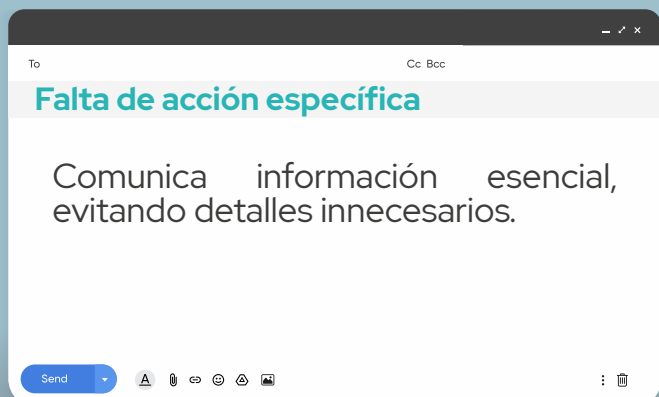 To Cc Bcc
Falta de acción específica
Comunica información esencial,
evitando detalles innecesarios.
Send